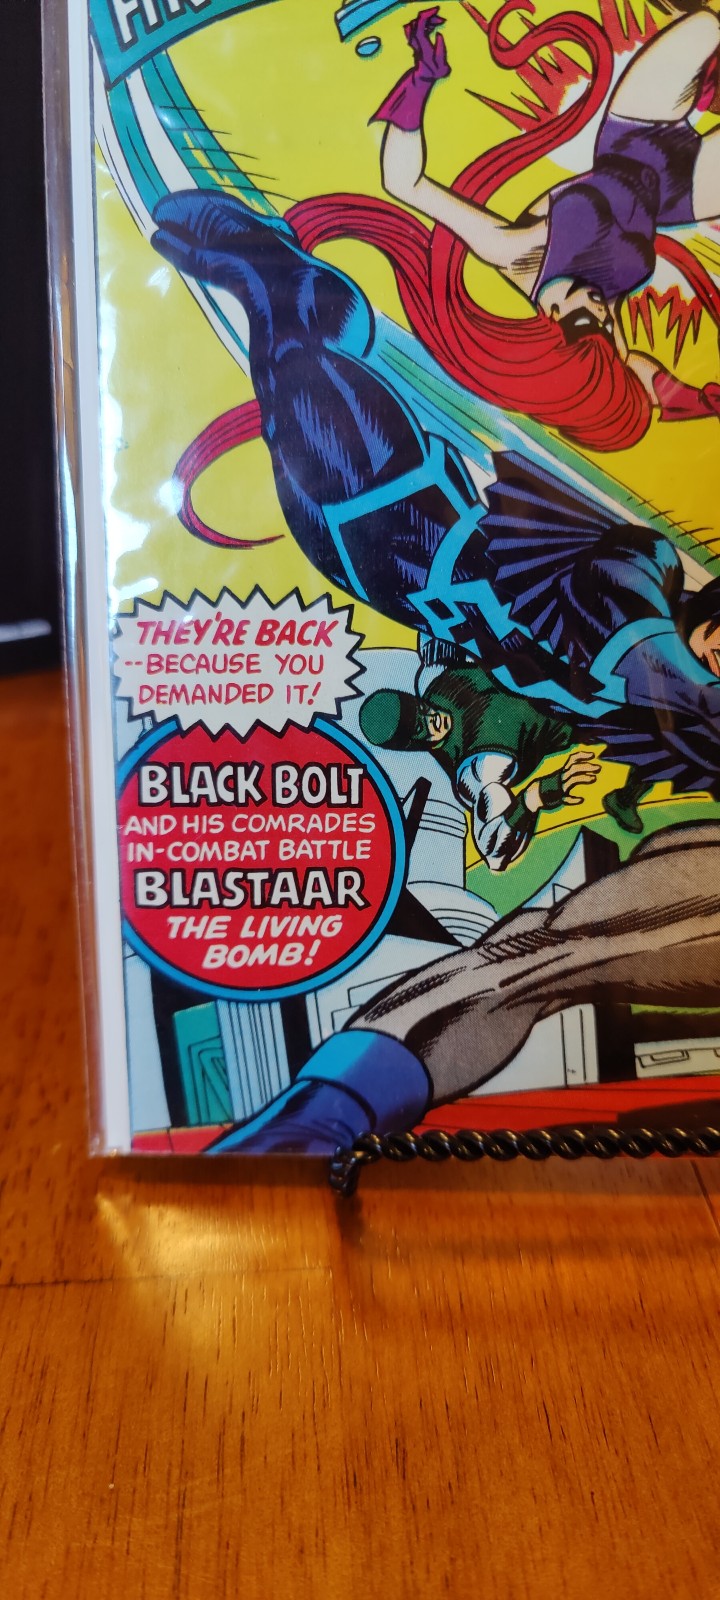 THEY'RE BACK
--BECAUSE YOU
DEMANDED IT!
BLACK BOLT
AND HIS COMRADES
IN-COMBAT BATTLE
BLASTAAR
THE LIVING
BOMB!